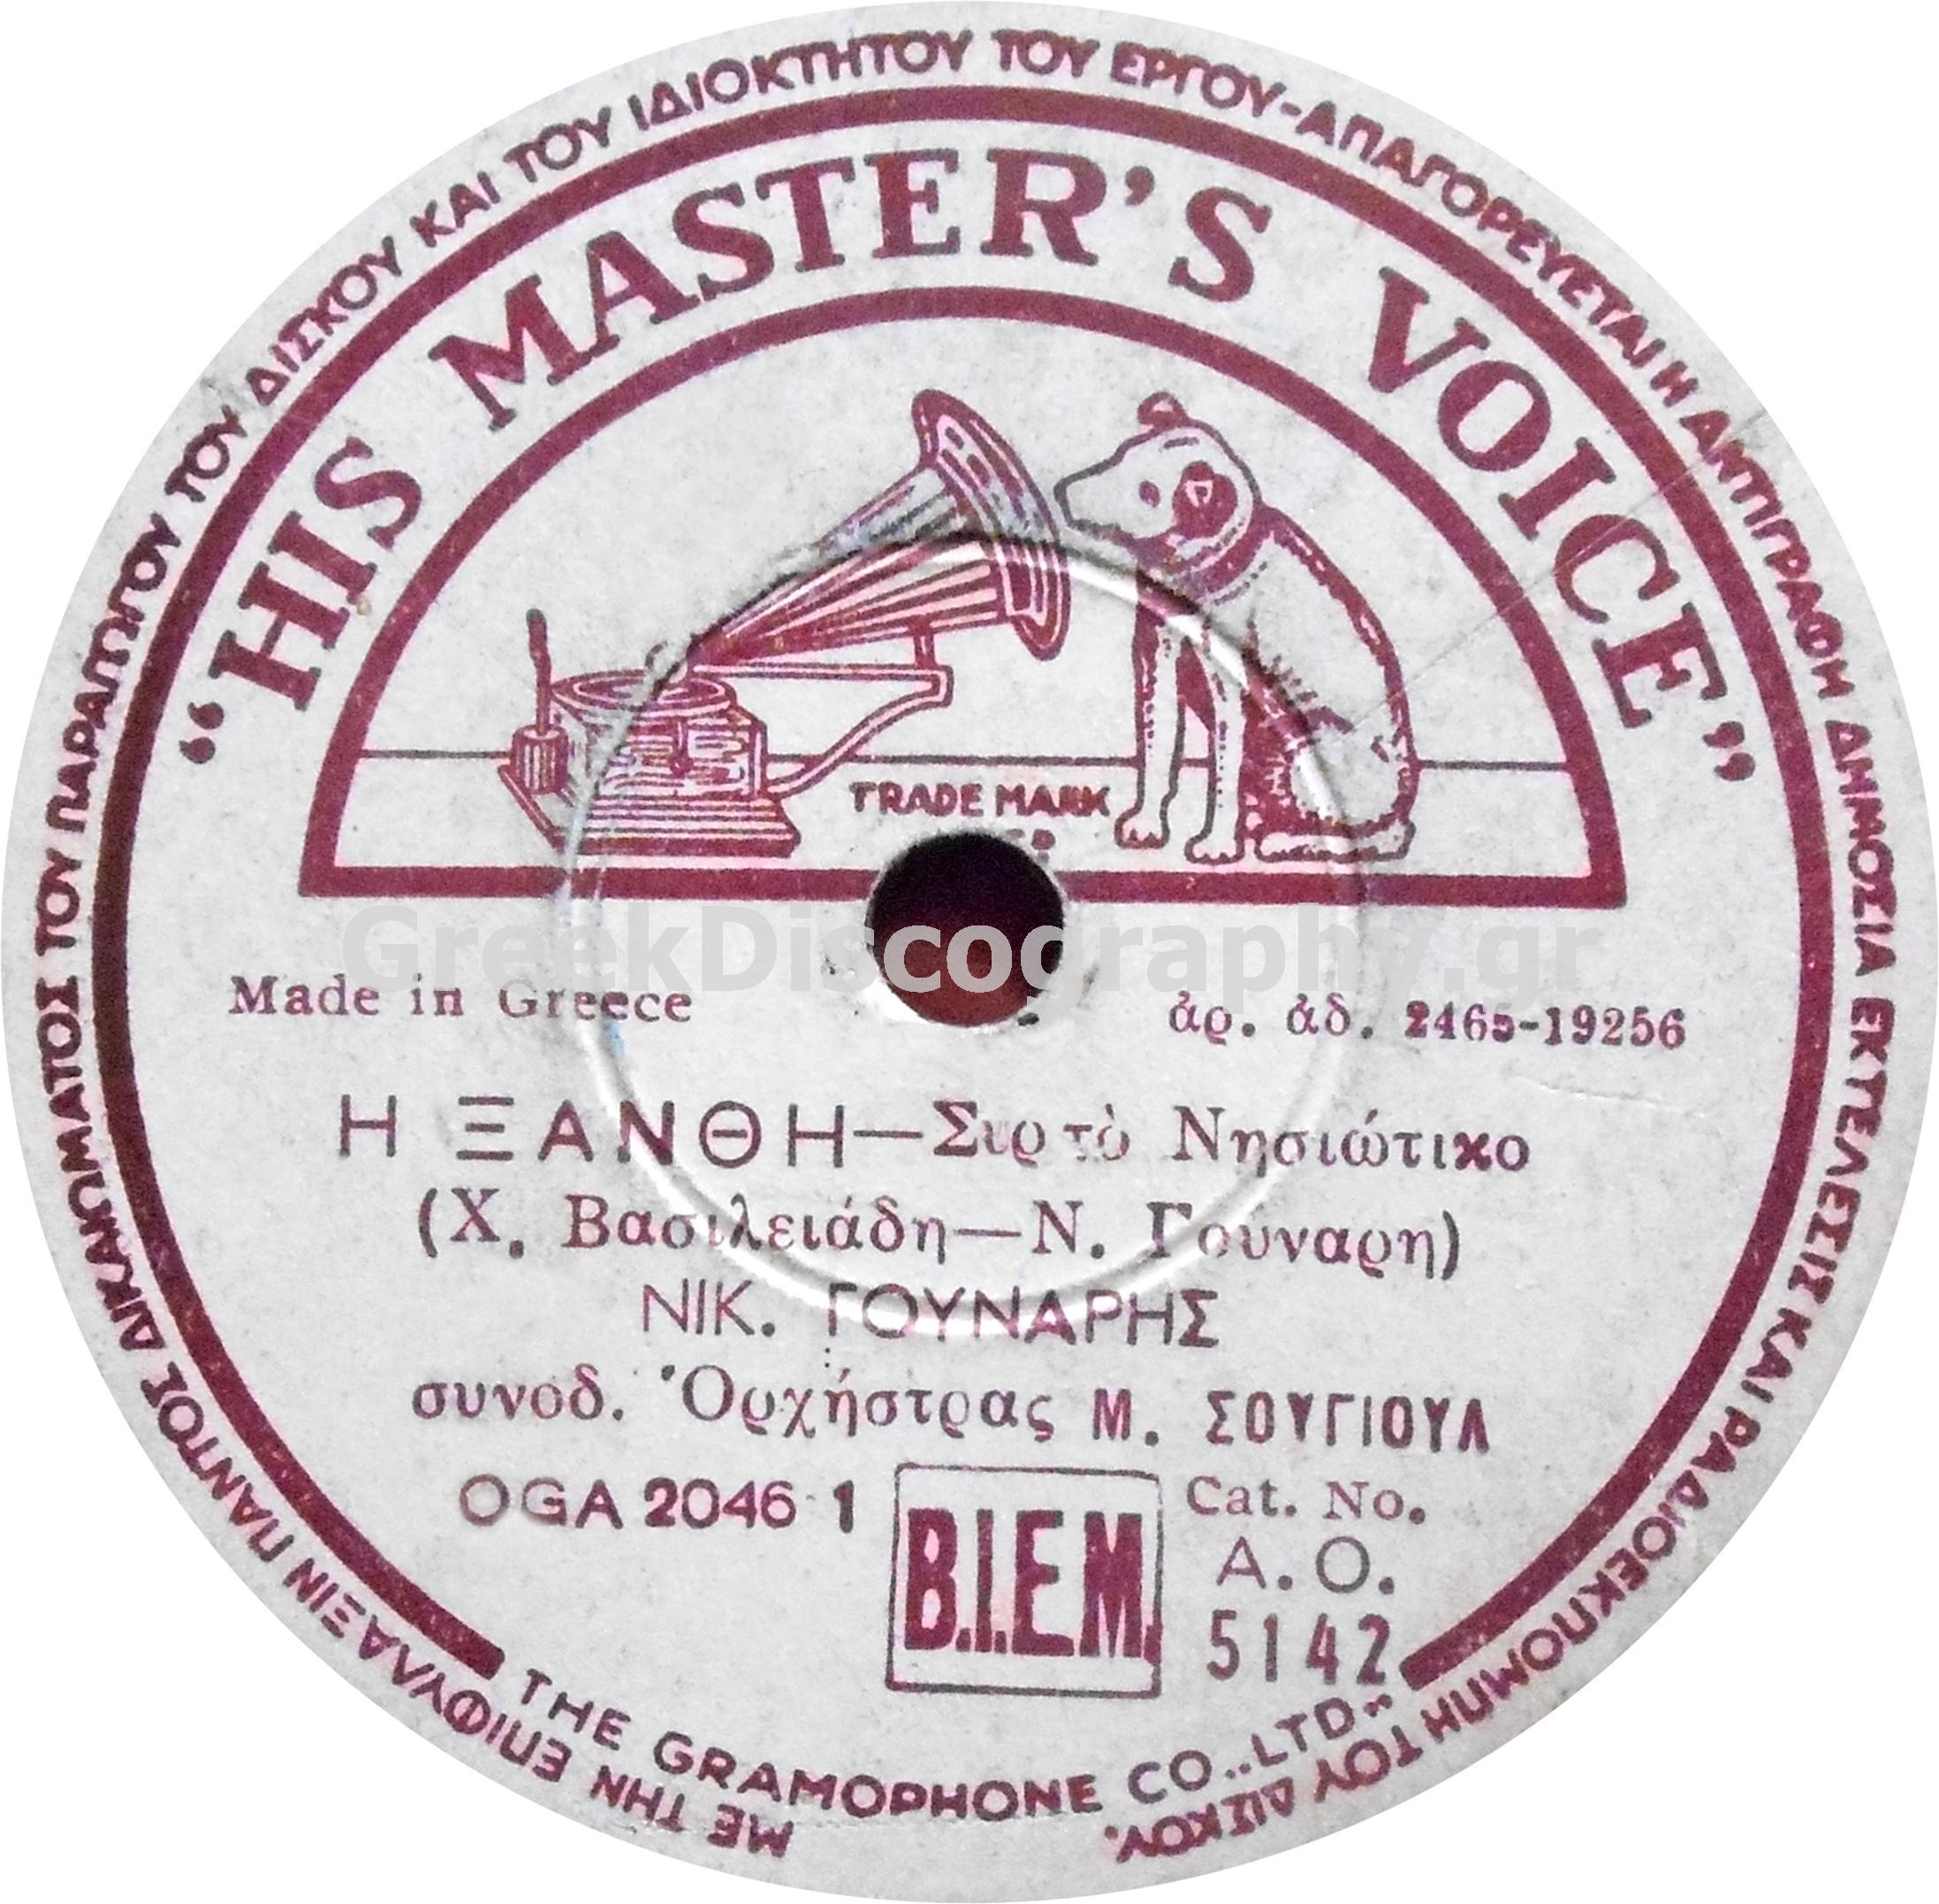 ΜΕ ΤΗΝ ΕΠΙΦΥΛΑΞΙΝ ΠΑΝΤΟΣ ΔΙΚΑΙΩΜΑΤΟΣ ΤΟΥ ΠΑΡΑΓΩΓΟΥ ΤΟΥ ΔΙΣΚΟΥ ΚΑΙ ΤΟΥ ΙΔΙΟΚΤΗΤΟΥ ΤΟΥ ΕΡΓΟΥ-ΑΠΑΓΟΡΕΥΕΤΑΙ Η ΑΝΤΙΓΡΑΦΗ ΔΗΜΟΣΙΑ ΕΚΤΕΛΕΣΙΣ ΚΑΙ ΡΑΔΙΟΕΚΠΟΜΠΗ ΤΟΥ ΔΙΣΚΟΥ.
“HIS MASTER'S VOICE”
TRADE MARK
GreekDiscography.gr
Made in Greece
ἀρ. ἀδ. 2465-19256
Η ΞΑΝΘΗ—Συρτὸ Νησιώτικο
(Χ. Βασιλειάδη—Ν. Γούναρη)
ΝΙΚ. ΓΟΥΝΑΡΗΣ
συνοδ. Ὀρχήστρας Μ. ΣΟΥΓΙΟΥΛ
OGA 2046 1
B.I.E.M.
Cat. No.
A. O.
5142
THE GRAMOPHONE CO.,LTD.,